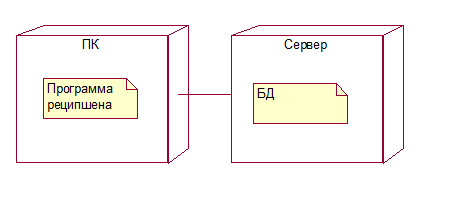 ПК
Программа
реципшена
Сервер
БД